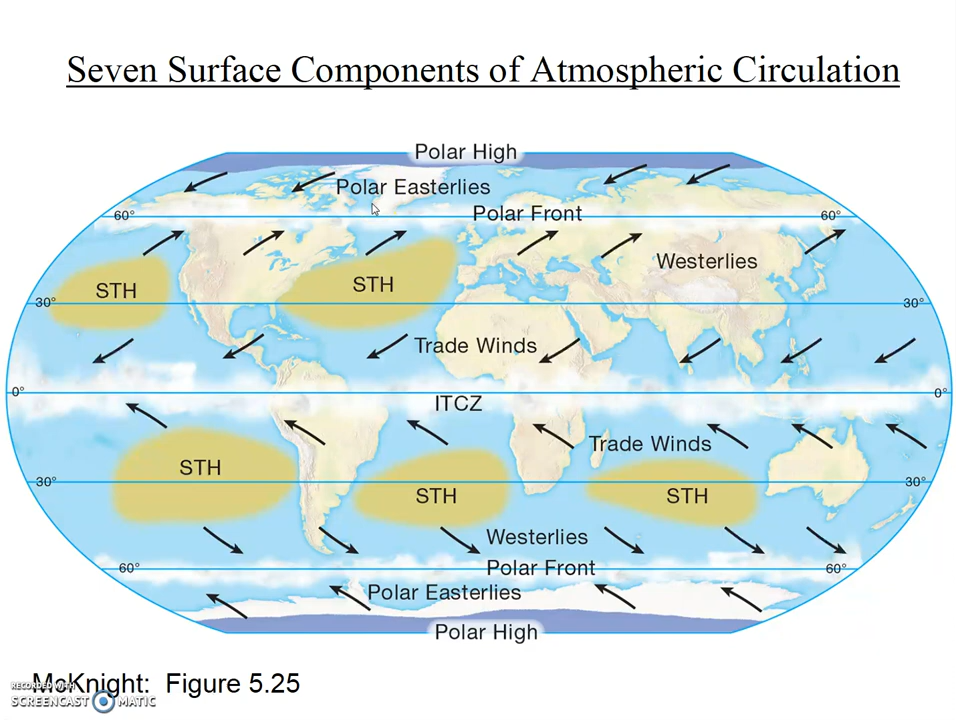 Seven Surface Components of Atmospheric Circulation
Polar High
Polar Easterlies
60° Polar Front 60°
Westerlies
STH STH
30° 30°
Trade Winds
0° 0°
ITCZ
Trade Winds
STH
30° 30°
STH STH
Westerlies
60° Polar Front 60°
Polar Easterlies
Polar High
McKnight: Figure 5.25
RECORDED WITH
SCREENCAST MATIC